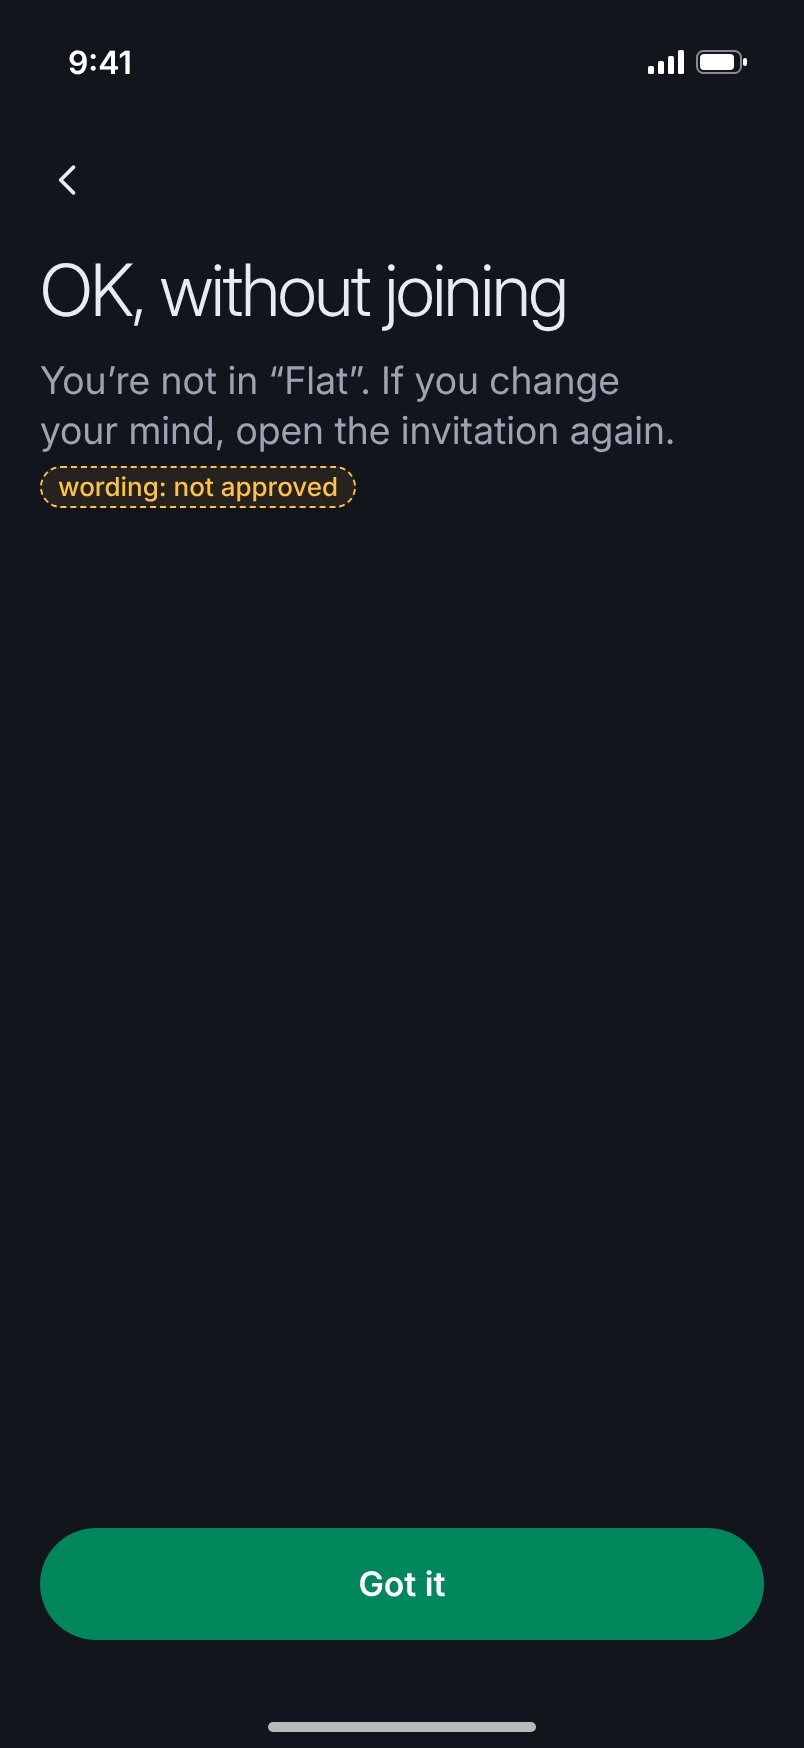 9:41
OK, without joining
You’re not in “Flat”. If you change
your mind, open the invitation again.
wording: not approved
Got it